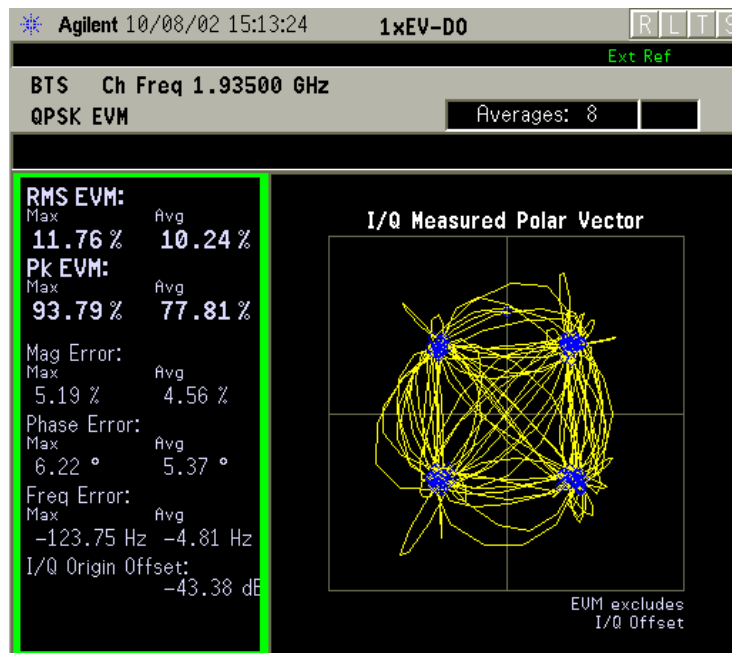 Agilent 10/08/02 15:13:24 1xEV-DO R L T S
Ext Ref
BTS Ch Freq 1.93500 GHz
QPSK EVM Averages: 8
RMS EVM:
Max Avg
11.76 % 10.24 %
Pk EVM:
Max Avg
93.79 % 77.81 %
Mag Error:
Max Avg
5.19 % 4.56 %
Phase Error:
Max Avg
6.22 ° 5.37 °
Freq Error:
Max Avg
-123.75 Hz -4.81 Hz
I/Q Origin Offset:
-43.38 dB
I/Q Measured Polar Vector
EVM excludes
I/Q Offset